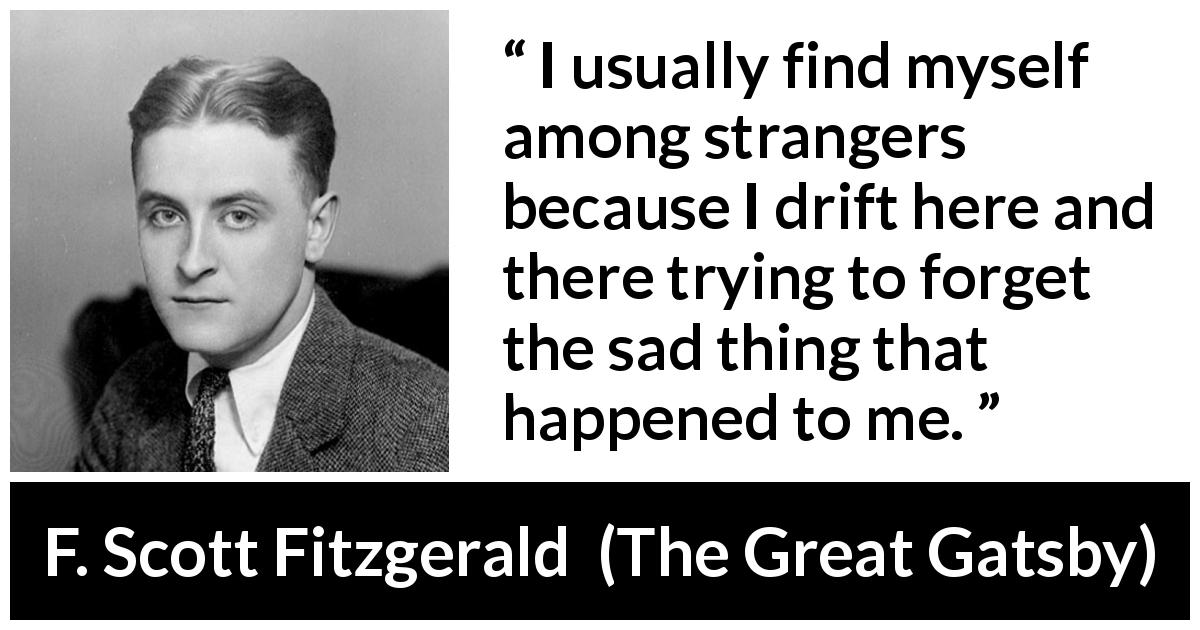 “ I usually find myself
among strangers
because I drift here and
there trying to forget
the sad thing that
happened to me. ”
F. Scott Fitzgerald (The Great Gatsby)